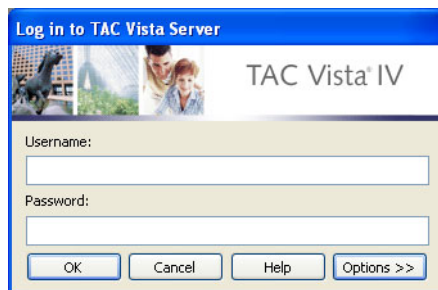 Log in to TAC Vista Server
TAC Vista® IV
Username:
Password:
OK Cancel Help Options >>